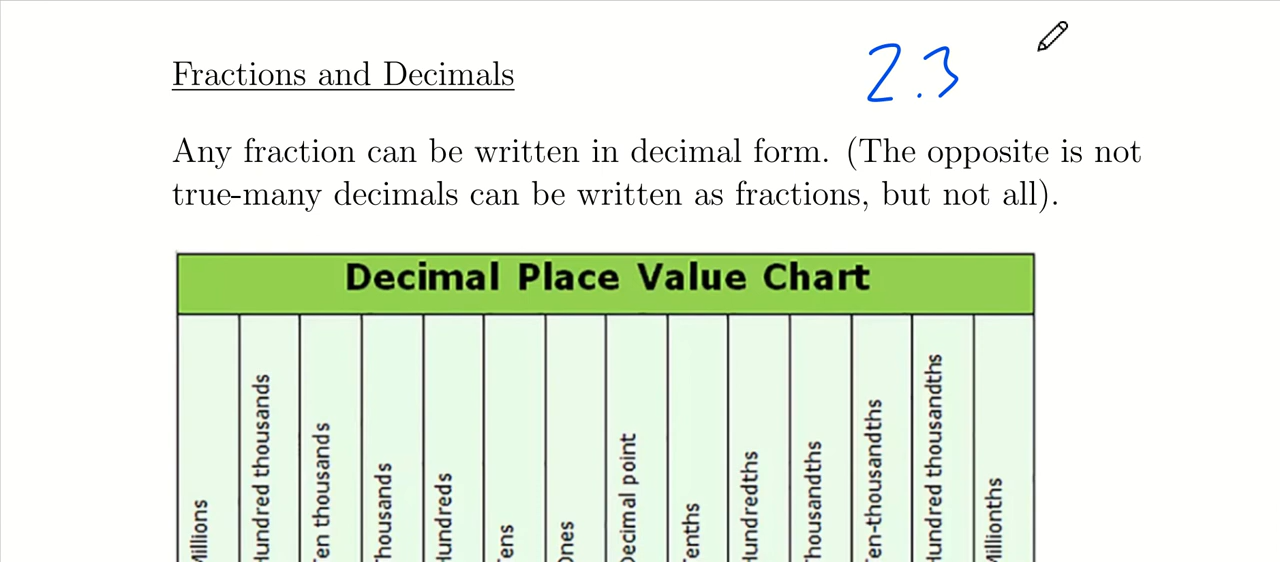 2.3
Fractions and Decimals
Any fraction can be written in decimal form. (The opposite is not
true-many decimals can be written as fractions, but not all).
Decimal Place Value Chart
Millions
Hundred thousands
Ten thousands
Thousands
Hundreds
Tens
Ones
Decimal point
Tenths
Hundredths
Thousandths
Ten-thousandths
Hundred thousandths
Millionths